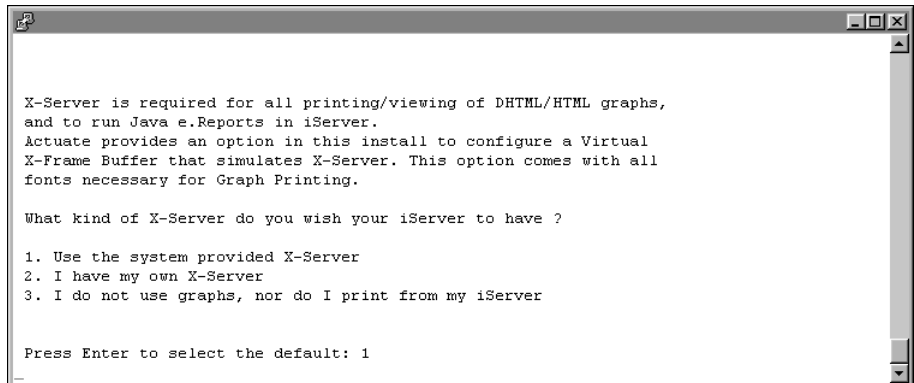 X-Server is required for all printing/viewing of DHTML/HTML graphs,
and to run Java e.Reports in iServer.
Actuate provides an option in this install to configure a Virtual
X-Frame Buffer that simulates X-Server. This option comes with all
fonts necessary for Graph Printing.
What kind of X-Server do you wish your iServer to have ?
1. Use the system provided X-Server
2. I have my own X-Server
3. I do not use graphs, nor do I print from my iServer
Press Enter to select the default: 1